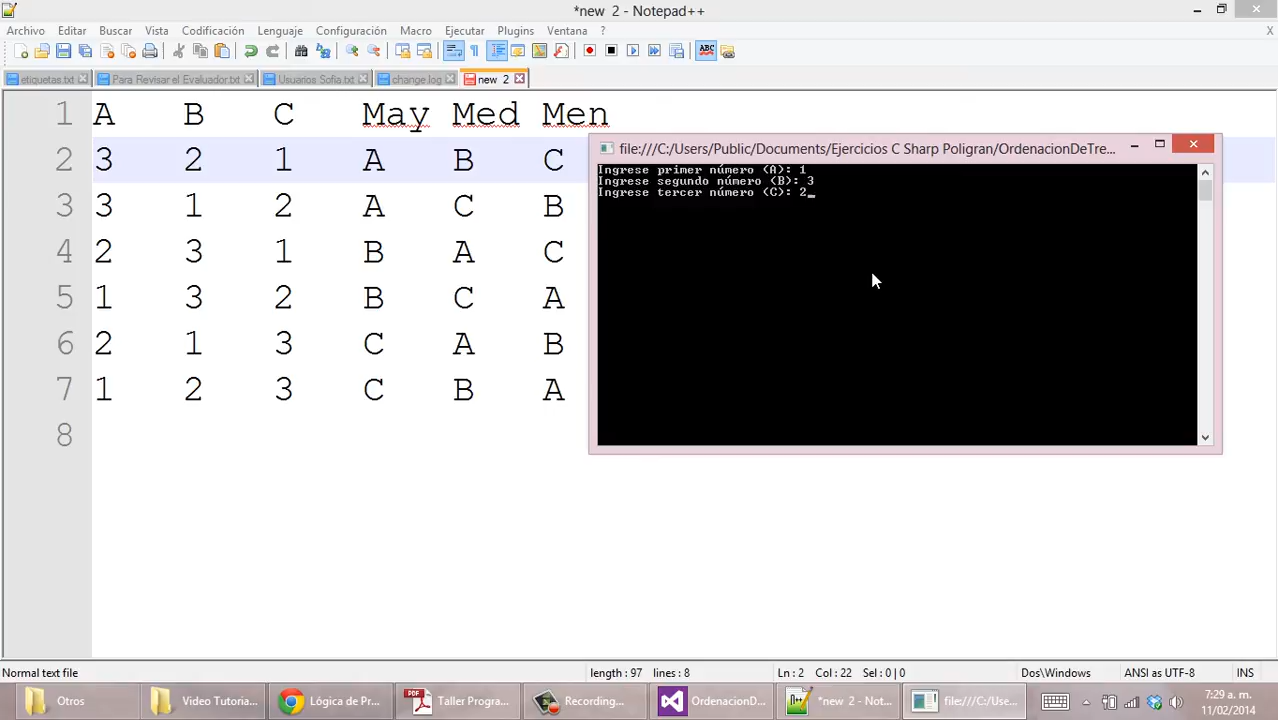 *new 2 - Notepad++
Archivo Editar Buscar Vista Codificación Lenguaje Configuración Macro Ejecutar Plugins Ventana ? X
ABC
etiquetas.txt Para Revisar el Evaluador.txt Usuarios Sofia.txt change.log new 2
1 A B C May Med Men
2 3 2 1 A B C
3 3 1 2 A C B
4 2 3 1 B A C
5 1 3 2 B C A
6 2 1 3 C A B
7 1 2 3 C B A
8
file:///C:/Users/Public/Documents/Ejercicios C Sharp Poligran/OrdenacionDeTre...
Ingrese primer número (A): 1
Ingrese segundo número (B): 3
Ingrese tercer número (C): 2_
Normal text file length : 97 lines : 8 Ln : 2 Col : 22 Sel : 0 | 0 Dos\Windows ANSI as UTF-8 INS
Otros Video Tutoria... Lógica de Pr... PDF Taller Progra... Recording... OrdenacionD... *new 2 - Not... file:///C:/Use... 7:29 a. m.
11/02/2014